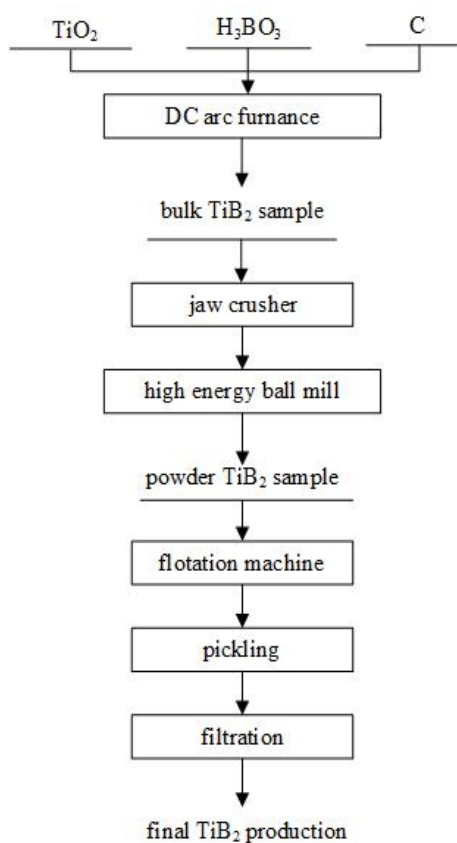 TiO₂ H₃BO₃ C
DC arc furnance
bulk TiB₂ sample
jaw crusher
high energy ball mill
powder TiB₂ sample
flotation machine
pickling
filtration
final TiB₂ production